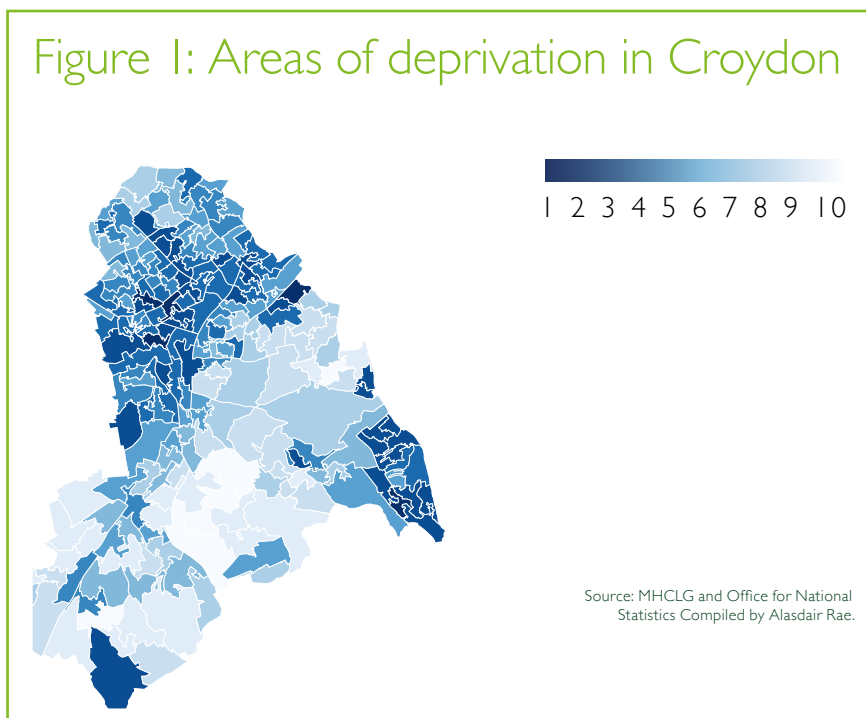 Figure 1: Areas of deprivation in Croydon
1 2 3 4 5 6 7 8 9 10
Source: MHCLG and Office for National
Statistics Compiled by Alasdair Rae.